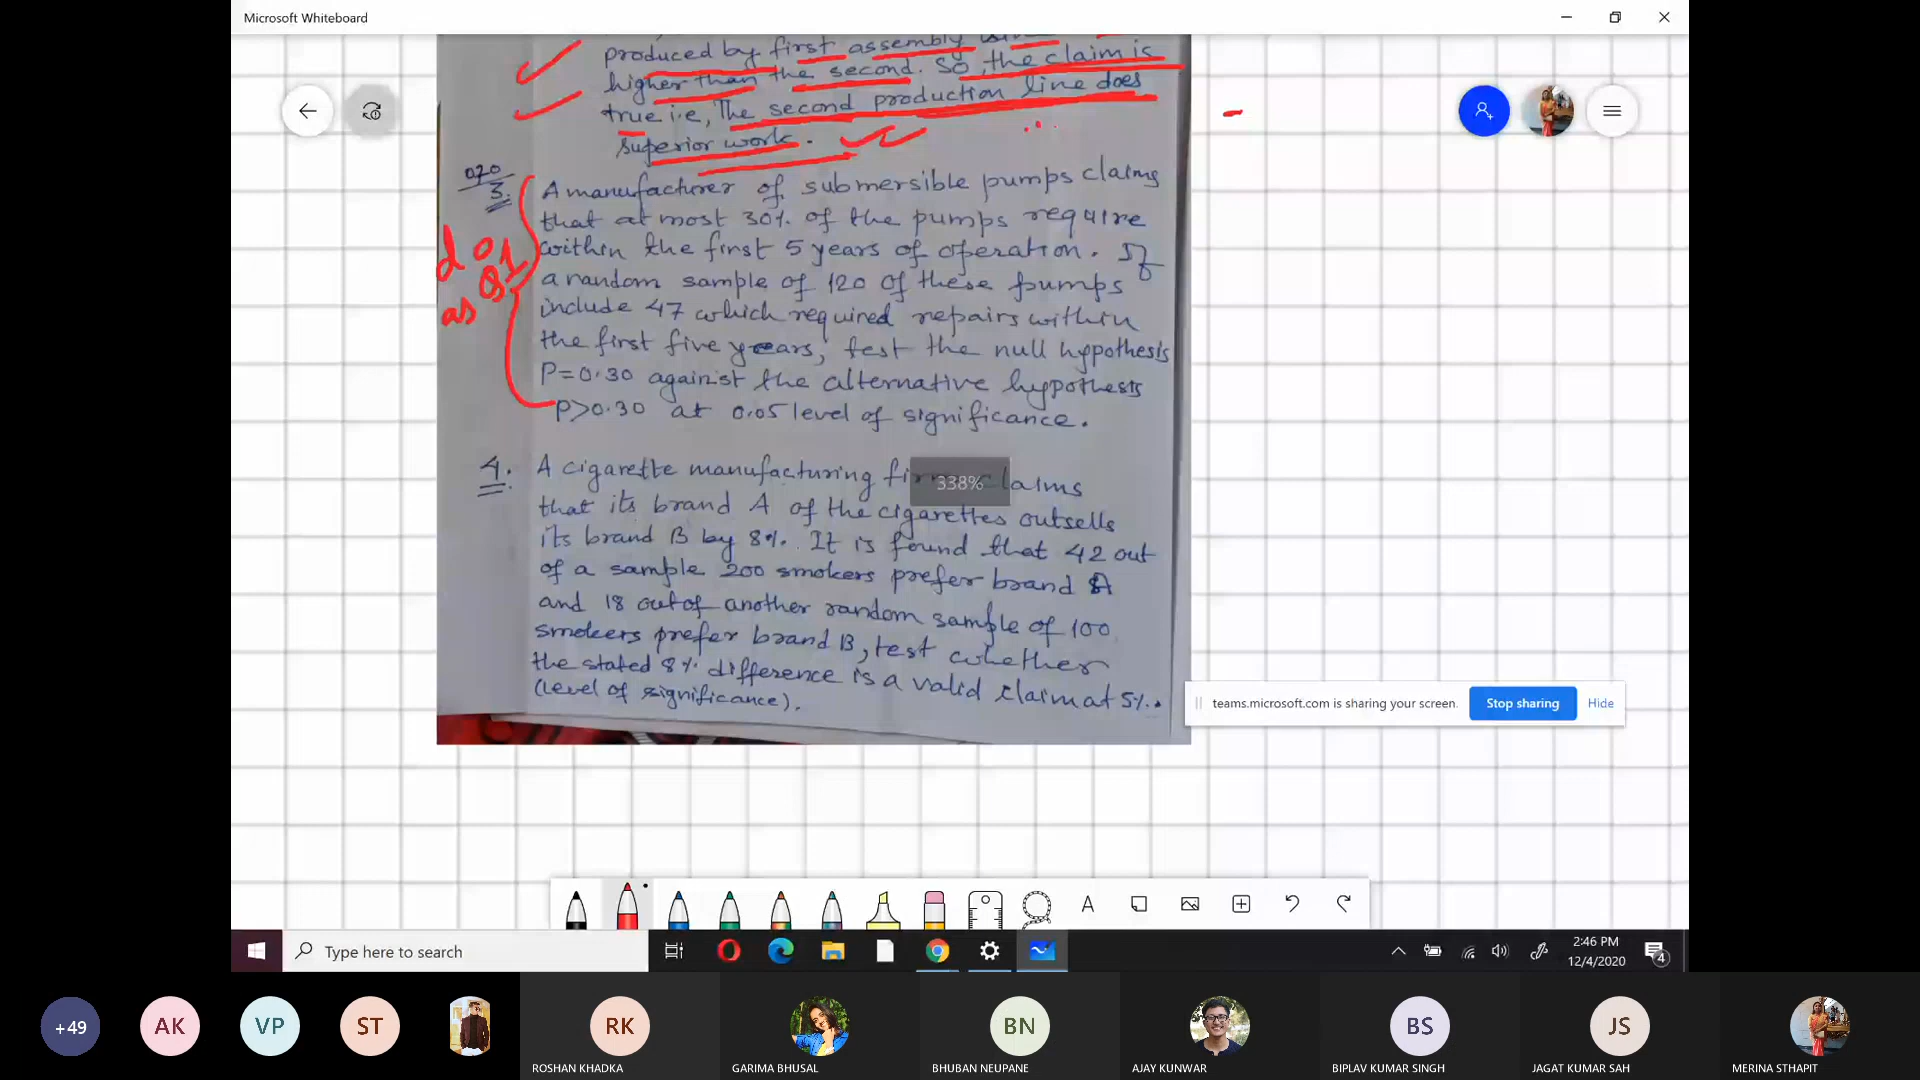 Microsoft Whiteboard
produced by first assembly
higher than the second. So, the claim is
true i.e, The second production line does
superior work.
070
3.
A manufacturer of submersible pumps claims
that at most 30% of the pumps require
within the first 5 years of operation. If
a random sample of 120 of these pumps
include 47 which required repairs within
the first five years, test the null hypothesis
P=0.30 against the alternative hypothesis
P>0.30 at 0.05 level of significance.
do
as Q1
4. A cigarette manufacturing firm claims
that its brand A of the cigarettes outsells
its brand B by 8%. It is found that 42 out
of a sample 200 smokers prefer brand A
and 18 out of another random sample of 100
smokers prefer brand B, test whether
the stated 8% difference is a valid claim at 5%.
(level of significance).
338%
teams.microsoft.com is sharing your screen.
Stop sharing
Hide
A
Type here to search
2:46 PM
12/4/2020
4
+49
AK
VP
ST
RK
BN
BS
JS
ROSHAN KHADKA
GARIMA BHUSAL
BHUBAN NEUPANE
AJAY KUNWAR
BIPLAV KUMAR SINGH
JAGAT KUMAR SAH
MERINA STHAPIT